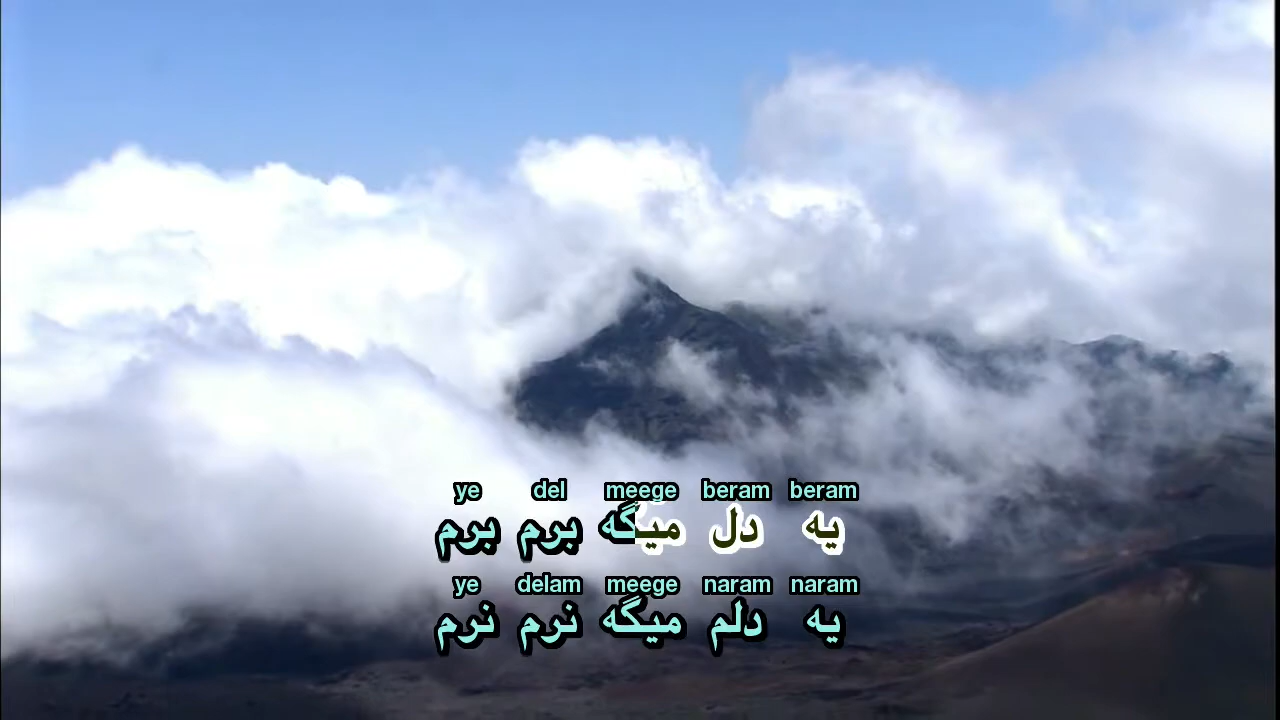 ye del meege beram beram
یه دل میگه برم برم
ye delam meege naram naram
یه دلم میگه نرم نرم